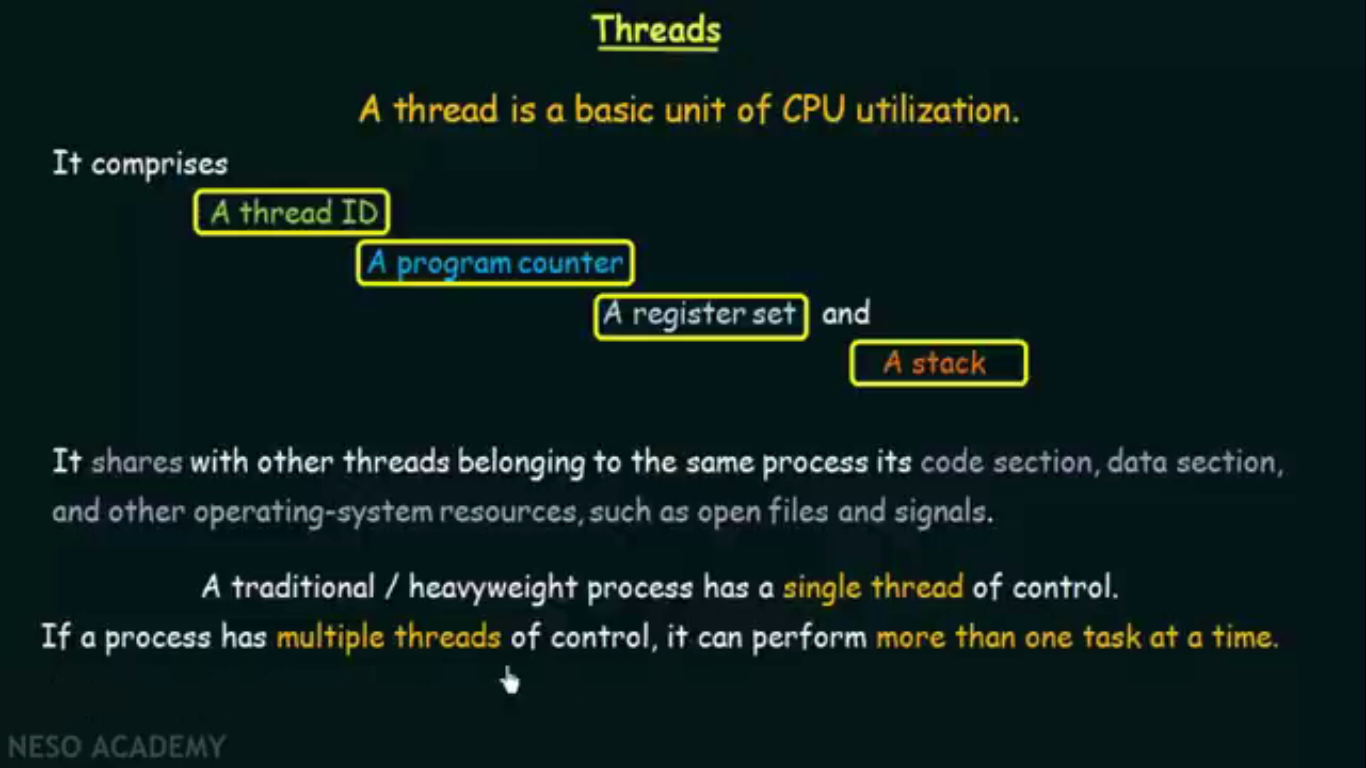 Threads
A thread is a basic unit of CPU utilization.
It comprises
A thread ID
A program counter
A register set and
A stack
It shares with other threads belonging to the same process its code section, data section,
and other operating-system resources, such as open files and signals.
A traditional / heavyweight process has a single thread of control.
If a process has multiple threads of control, it can perform more than one task at a time.
NESO ACADEMY